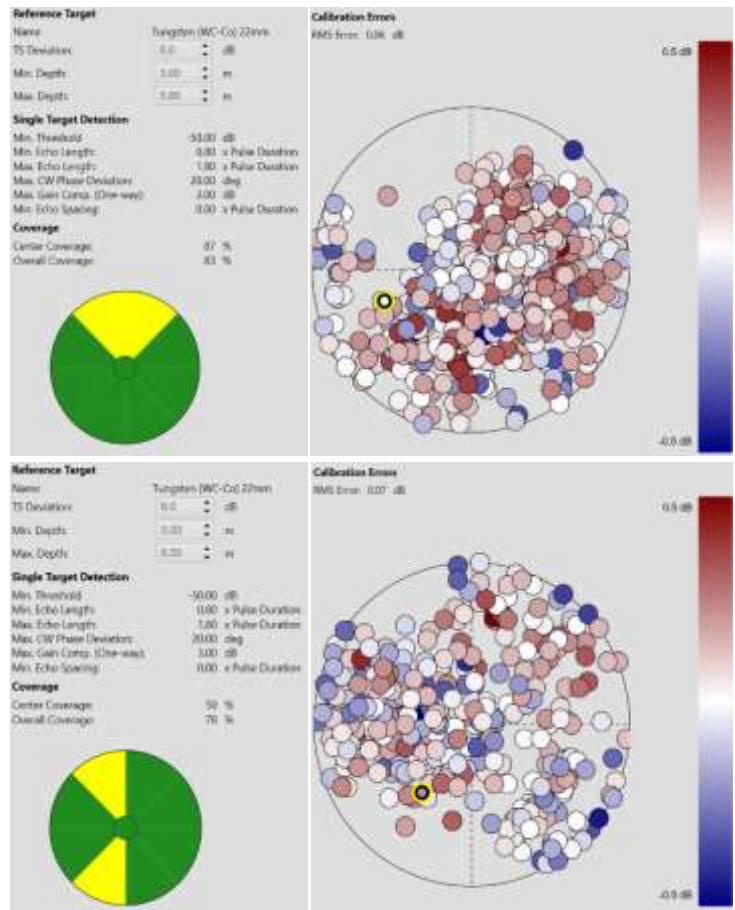 Reference Target
Name Tungsten (WC-Co) 22mm
TS Deviation: 6.0 dB
Min. Depth: 5.00 m
Max. Depth: m
Single Target Detection
Min. Threshold -50.00 dB
Min. Echo Length: 0.80 x Pulse Duration
Max. Echo Length: 1.80 x Pulse Duration
Max. CW Phase Deviation: 20.00 deg
Max. Gain Comp. (One-way): 3.00 dB
Min. Echo Spacing: 0.00 x Pulse Duration
Coverage
Center Coverage: 87 %
Overall Coverage: 83 %
Calibration Errors
RMS Error: 0.06 dB
0.5 dB
dB
Reference Target
Name Tungsten (WC-Co) 22mm
TS Deviation: 6.0 dB
Min. Depth: m
Max. Depth: m
Single Target Detection
Min. Threshold -50.00 dB
Min. Echo Length: 0.80 x Pulse Duration
Max. Echo Length: 1.80 x Pulse Duration
Max. CW Phase Deviation: 20.00 deg
Max. Gain Comp. (One-way): 3.00 dB
Min. Echo Spacing: 0.00 x Pulse Duration
Coverage
Center Coverage: 59 %
Overall Coverage: 78 %
Calibration Errors
RMS Error: 0.07 dB
0.5 dB
dB